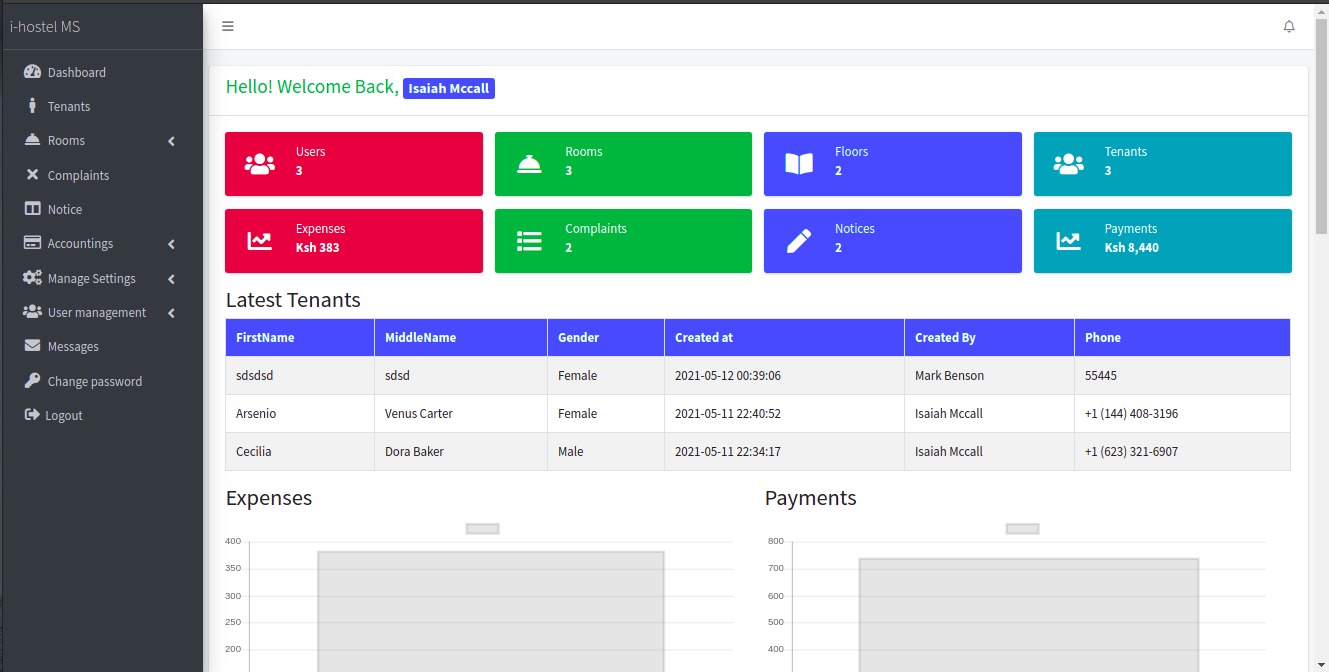 i-hostel MS
Dashboard
Tenants
Rooms
Complaints
Notice
Accountings
Manage Settings
User management
Messages
Change password
Logout
Hello! Welcome Back, Isaiah Mccall
Users
3
Rooms
3
Floors
2
Tenants
3
Expenses
Ksh 383
Complaints
2
Notices
2
Payments
Ksh 8,440
Latest Tenants
FirstName MiddleName Gender Created at Created By Phone
sdsdsd sdsd Female 2021-05-12 00:39:06 Mark Benson 55445
Arsenio Venus Carter Female 2021-05-11 22:40:52 Isaiah Mccall +1 (144) 408-3196
Cecilia Dora Baker Male 2021-05-11 22:34:17 Isaiah Mccall +1 (623) 321-6907
Expenses
400
350
300
250
200
Payments
800
700
600
500
400